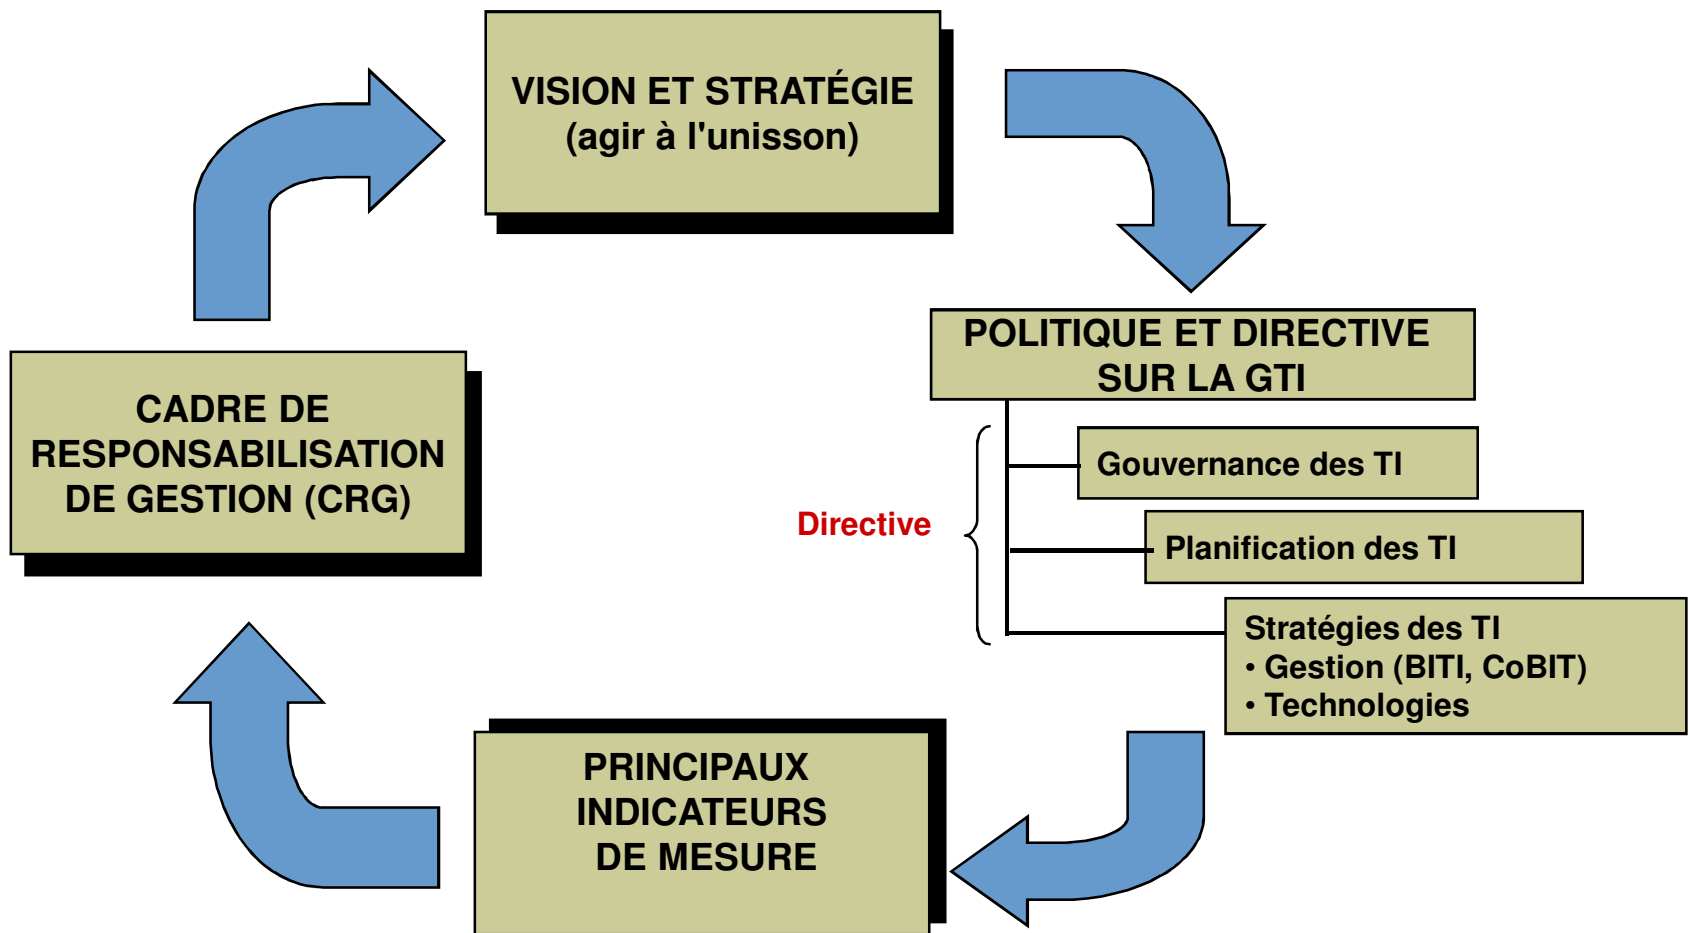 VISION ET STRATÉGIE
(agir à l'unisson)
POLITIQUE ET DIRECTIVE
SUR LA GTI
CADRE DE
RESPONSABILISATION
DE GESTION (CRG)
Directive
Gouvernance des TI
Planification des TI
Stratégies des TI
• Gestion (BITI, CoBIT)
• Technologies
PRINCIPAUX
INDICATEURS
DE MESURE